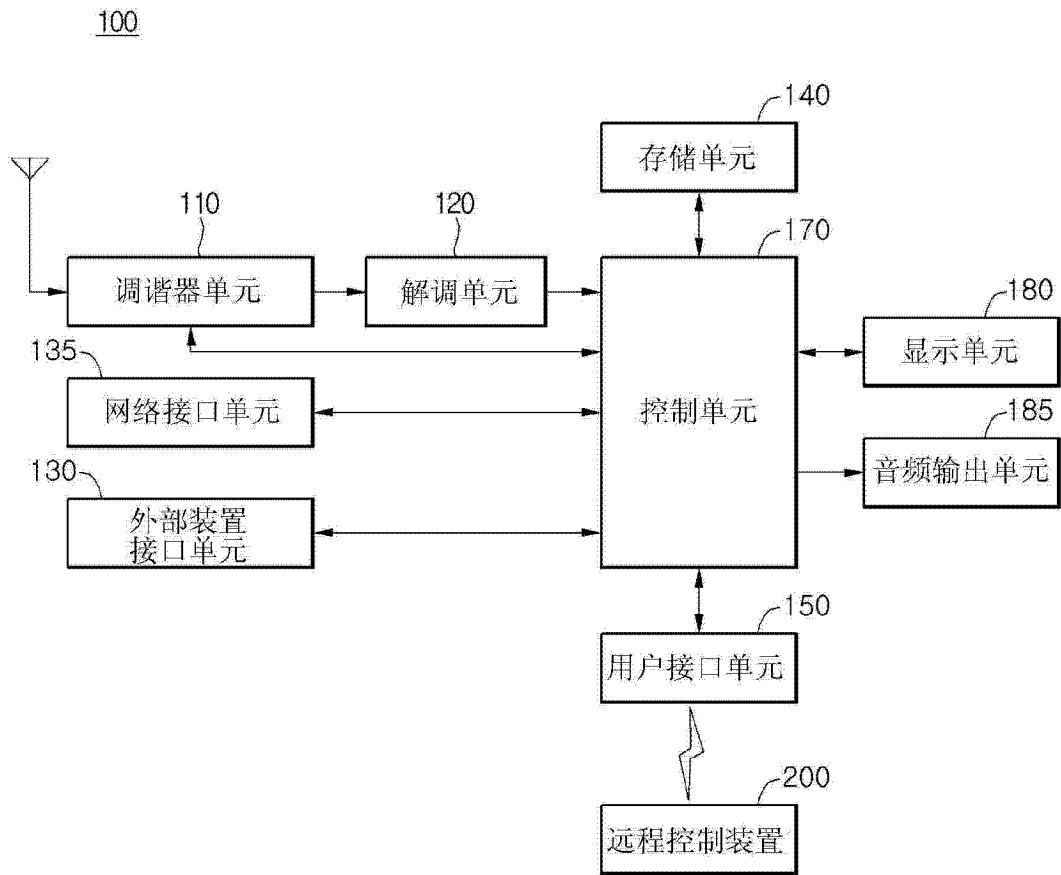 100
140
存储单元
110
120
170
调谐器单元
解调单元
180
显示单元
135
网络接口单元
控制单元
185
音频输出单元
130
外部装置
接口单元
150
用户接口单元
200
远程控制装置